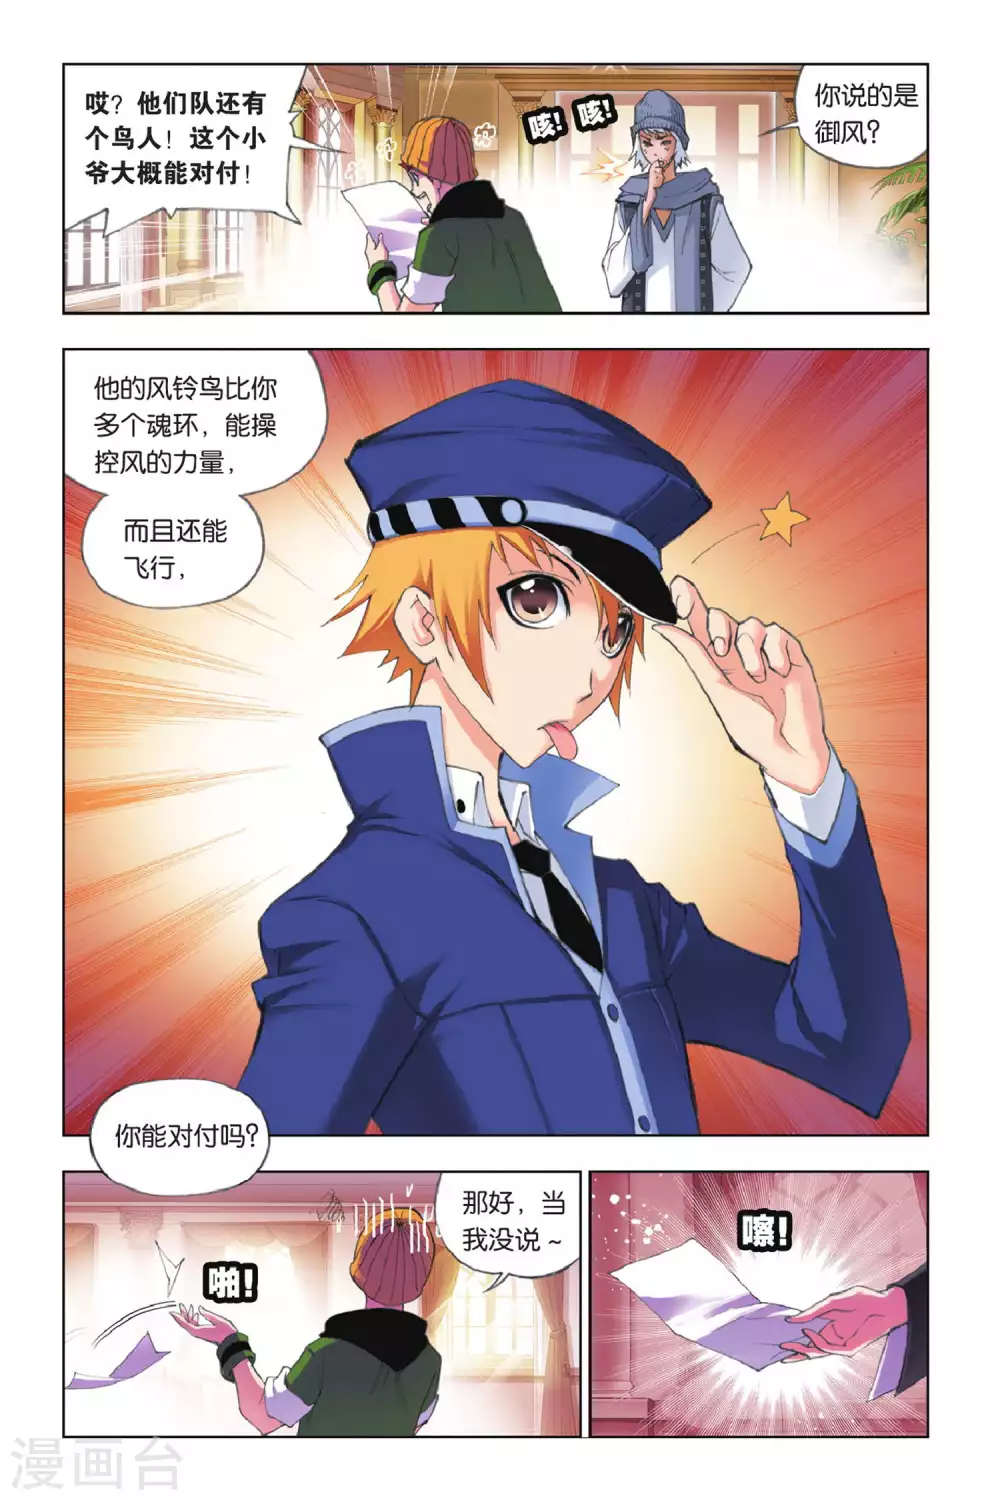 哎？他们队还有
个鸟人！这个小
爷大概能对付！
咳！咳！
你说的是
御风？
他的风铃鸟比你
多个魂环，能操
控风的力量，
而且还能
飞行，
你能对付吗？
啪！
那好，当
我没说～
嚓！
漫画台